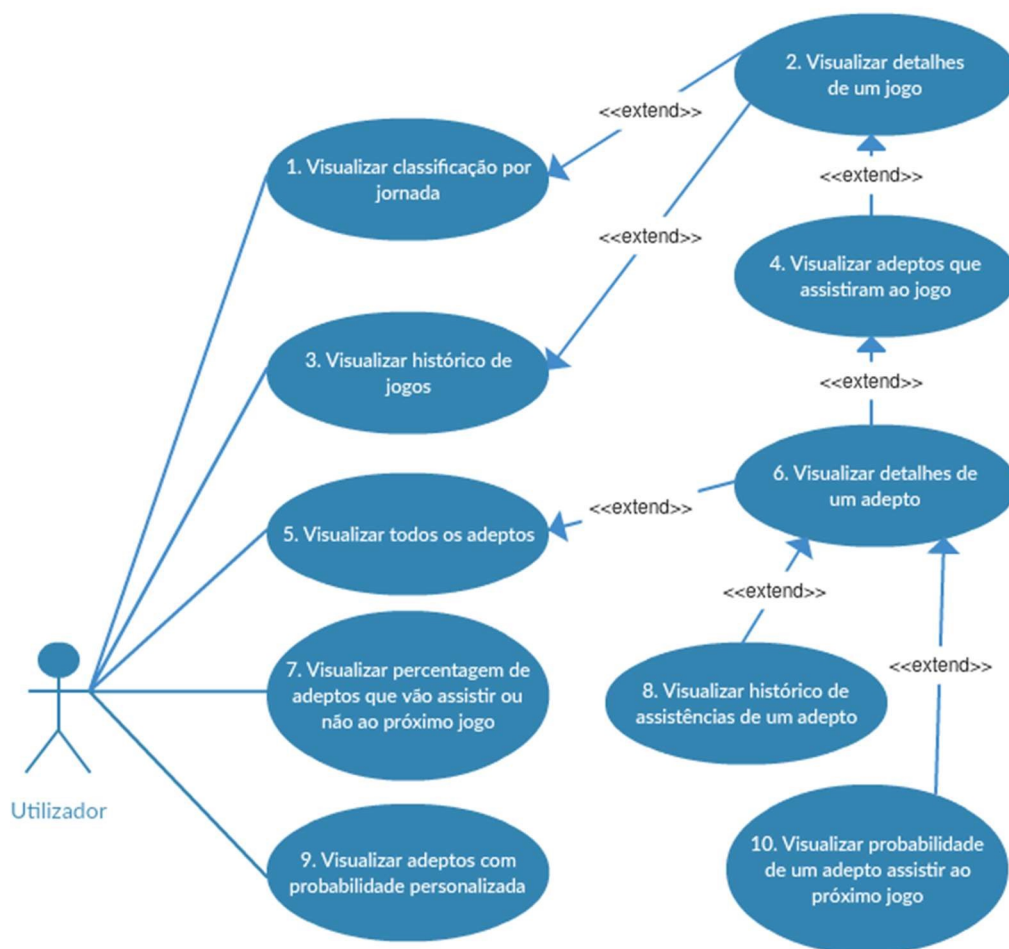 2. Visualizar detalhes
de um jogo
<<extend>>
1. Visualizar classificação por
jornada
<<extend>>
<<extend>>
4. Visualizar adeptos que
assistiram ao jogo
3. Visualizar histórico de
jogos
<<extend>>
6. Visualizar detalhes de
um adepto
<<extend>>
5. Visualizar todos os adeptos
<<extend>>
7. Visualizar percentagem de
adeptos que vão assistir ou
não ao próximo jogo
<<extend>>
8. Visualizar histórico de
assistências de um adepto
Utilizador
9. Visualizar adeptos com
probabilidade personalizada
10. Visualizar probabilidade
de um adepto assistir ao
próximo jogo